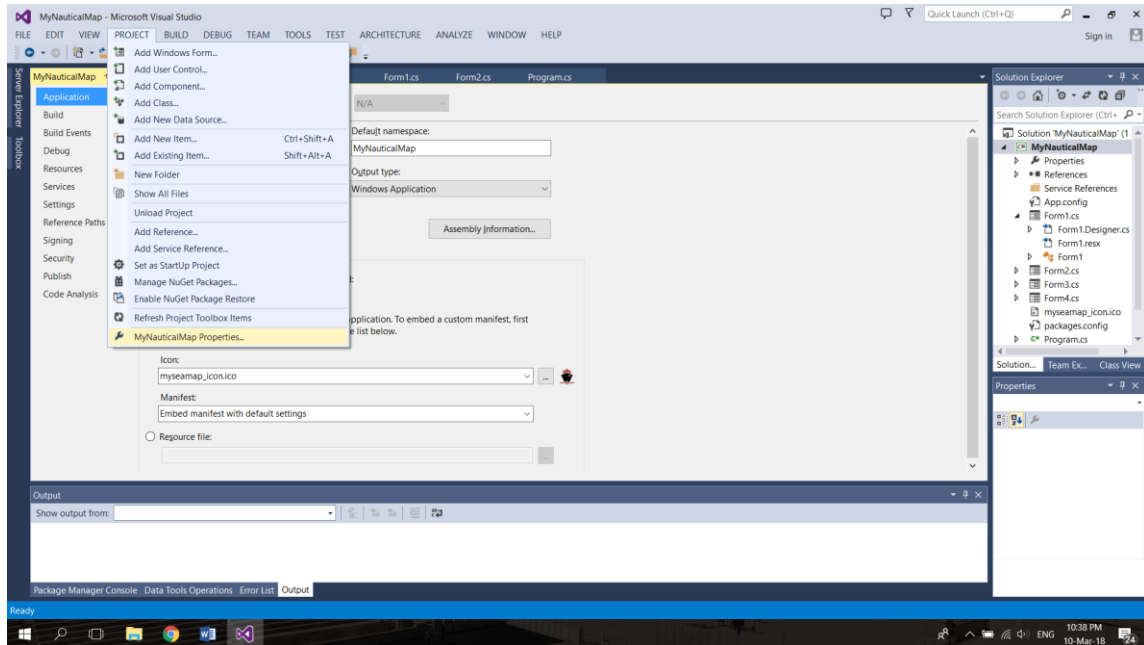 MyNauticalMap - Microsoft Visual Studio
Quick Launch (Ctrl+Q)
FILE EDIT VIEW PROJECT BUILD DEBUG TEAM TOOLS TEST ARCHITECTURE ANALYZE WINDOW HELP
Sign in
Server Explorer
Toolbox
MyNauticalMap
Form1.cs
Form2.cs
Program.cs
Application
Build
Build Events
Debug
Resources
Services
Settings
Reference Paths
Signing
Security
Publish
Code Analysis
Add Windows Form...
Add User Control...
Add Component...
Add Class...
Add New Data Source...
Add New Item... Ctrl+Shift+A
Add Existing Item... Shift+Alt+A
New Folder
Show All Files
Unload Project
Add Reference...
Add Service Reference...
Set as StartUp Project
Manage NuGet Packages...
Enable NuGet Package Restore
Refresh Project Toolbox Items
MyNauticalMap Properties...
N/A
Default namespace:
MyNauticalMap
Output type:
Windows Application
Assembly Information...
pplication. To embed a custom manifest, first
e list below.
Icon:
myseamap_icon.ico
...
Manifest:
Embed manifest with default settings
Resource file:
...
Solution Explorer
Search Solution Explorer (Ctrl+
Solution 'MyNauticalMap' (1
MyNauticalMap
Properties
References
Service References
App.config
Form1.cs
Form1.Designer.cs
Form1.resx
Form1
Form2.cs
Form3.cs
Form4.cs
myseamap_icon.ico
packages.config
Program.cs
Solution... Team Ex... Class View
Properties
Output
Show output from:
Package Manager Console Data Tools Operations Error List Output
Ready
ENG
10:38 PM
10-Mar-18
24